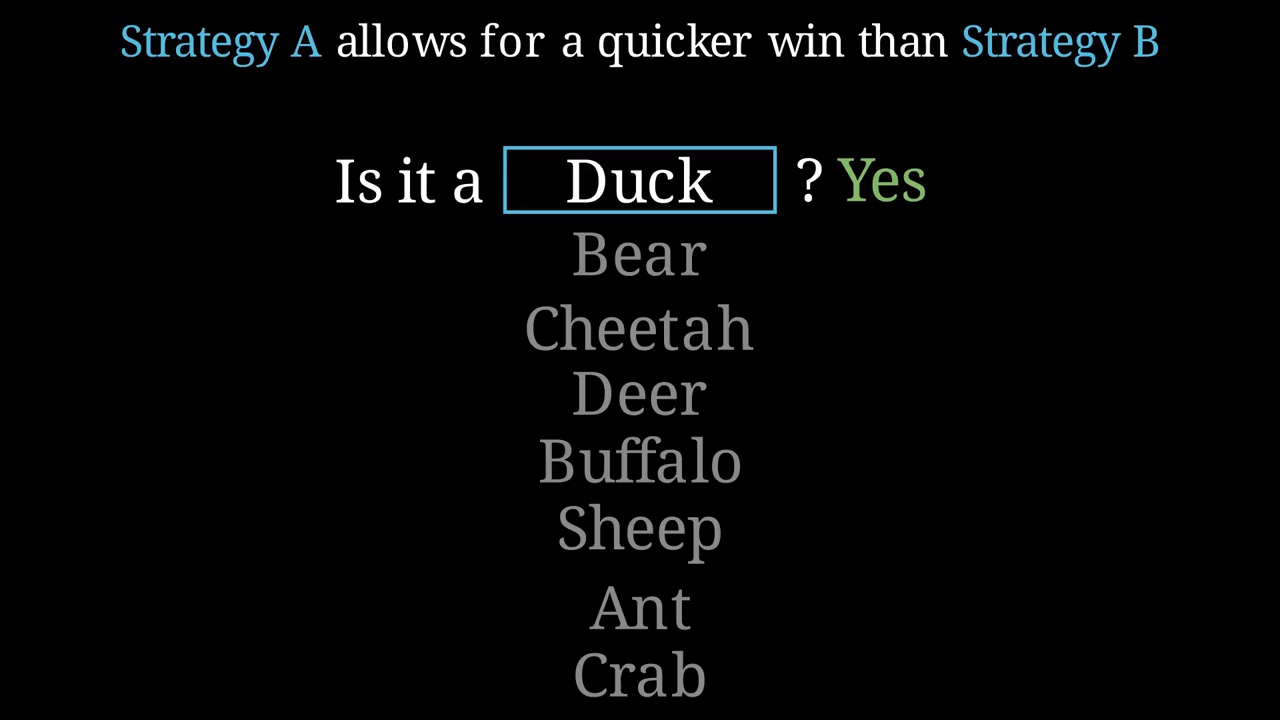 Strategy A allows for a quicker win than Strategy B
Is it a Duck ? Yes
Bear
Cheetah
Deer
Buffalo
Sheep
Ant
Crab